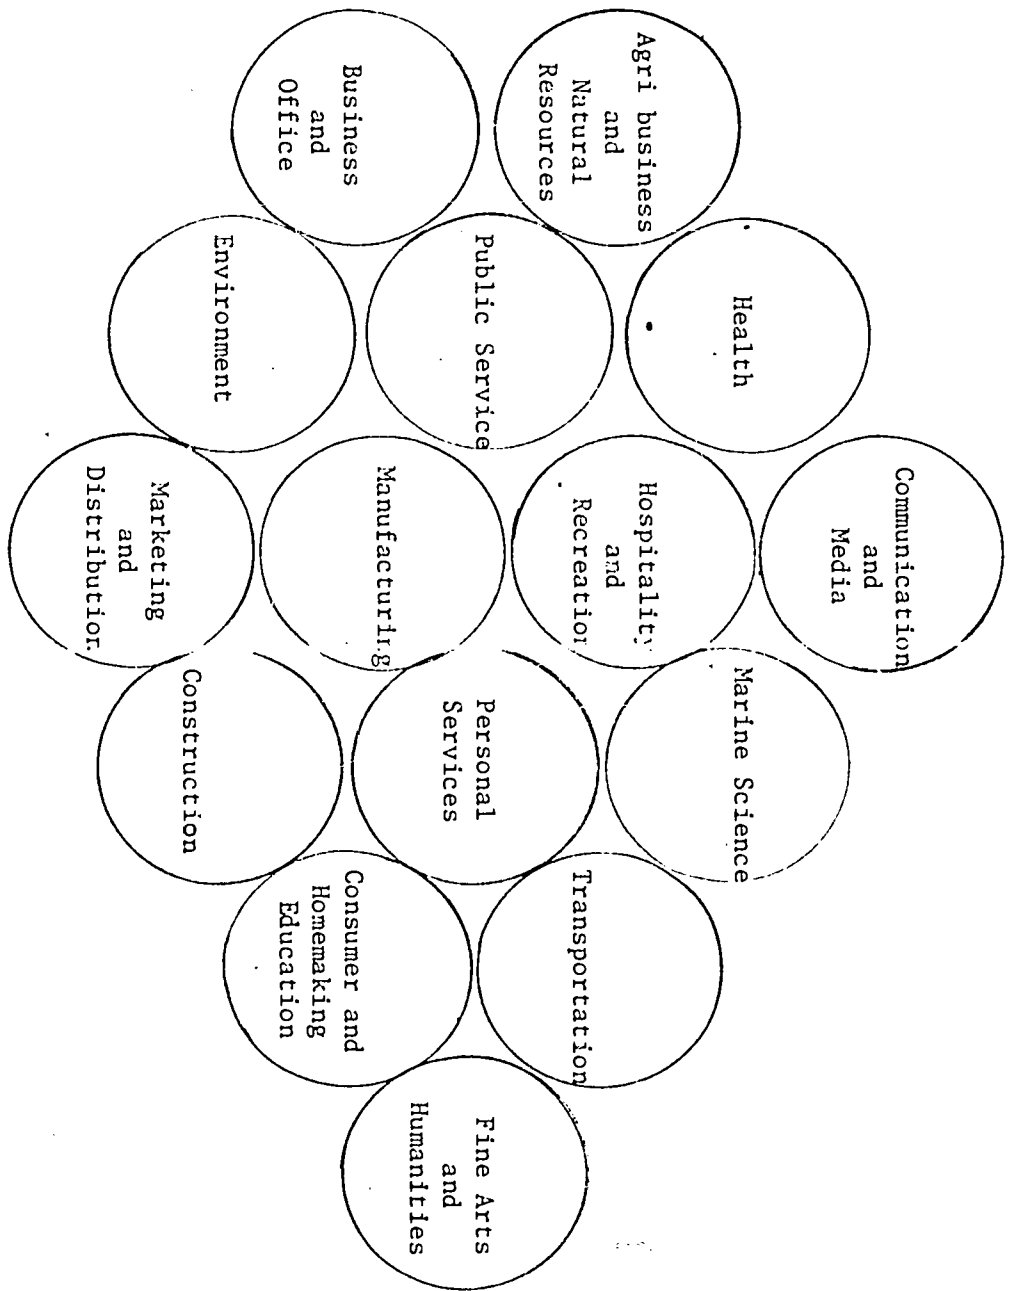 Communication
and
Media
Health
Marine Science
Agri business
and
Natural
Resources
Hospitality
and
Recreation
Transportation
Public Service
Personal
Services
Fine Arts
and
Humanities
Business
and
Office
Manufacturing
Consumer and
Homemaking
Education
Environment
Construction
Marketing
and
Distribution